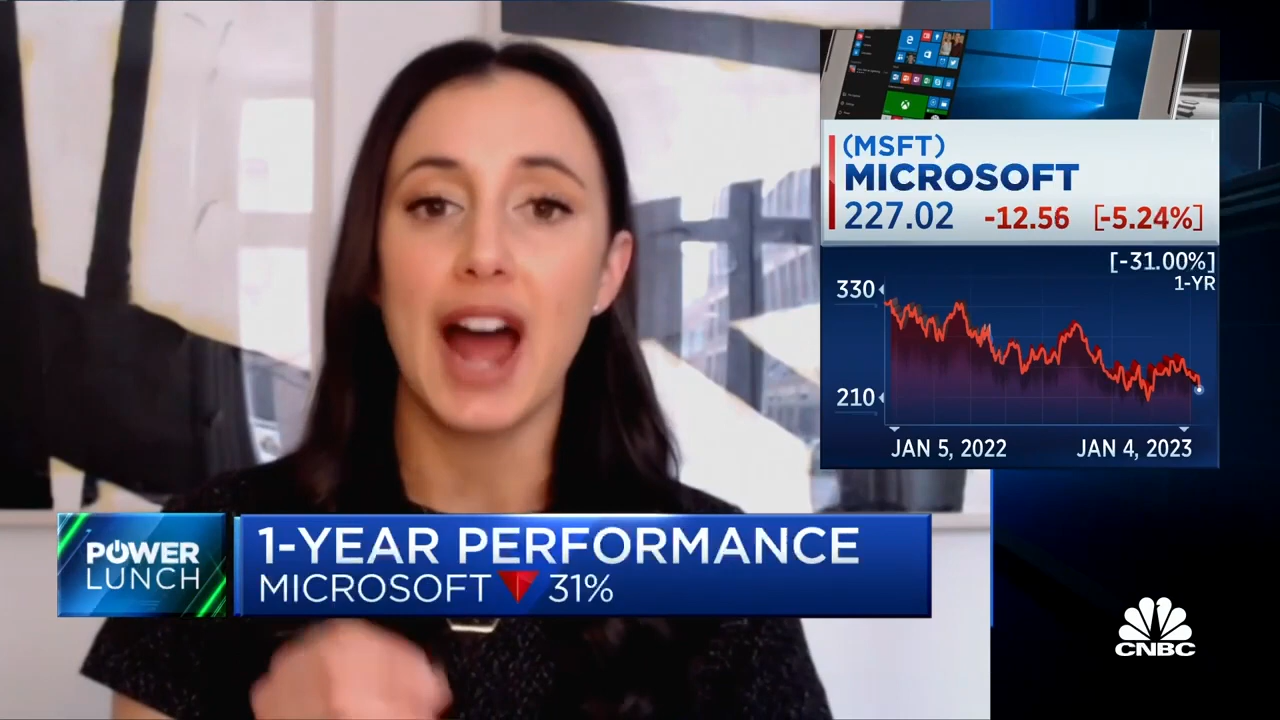 (MSFT)
MICROSOFT
227.02 -12.56 [-5.24%]
[-31.00%]
1-YR
330
210
JAN 5, 2022 JAN 4, 2023
POWER
LUNCH
1-YEAR PERFORMANCE
MICROSOFT ▼ 31%
CNBC